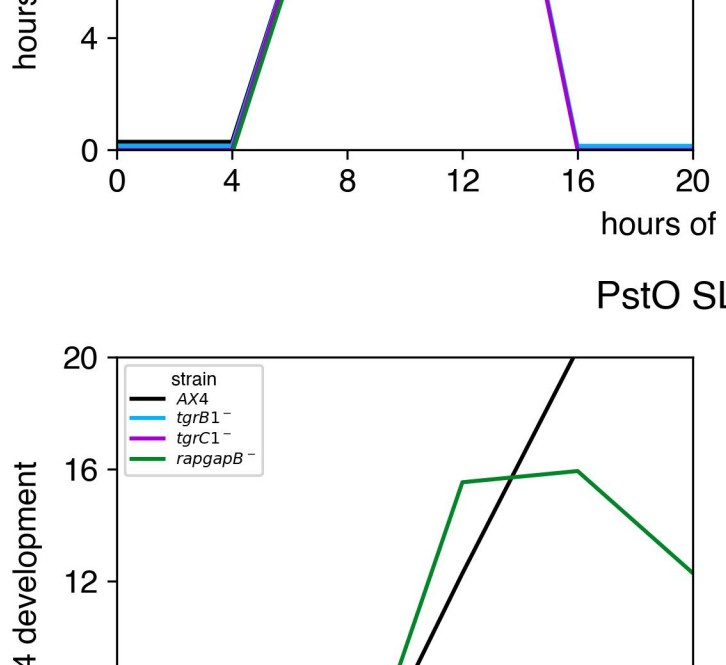 hours
4
0
0 4 8 12 16 20
hours of
PstO
20
strain
AX4
tgrB1⁻
tgrC1⁻
rapgapB⁻
16
12
4 development